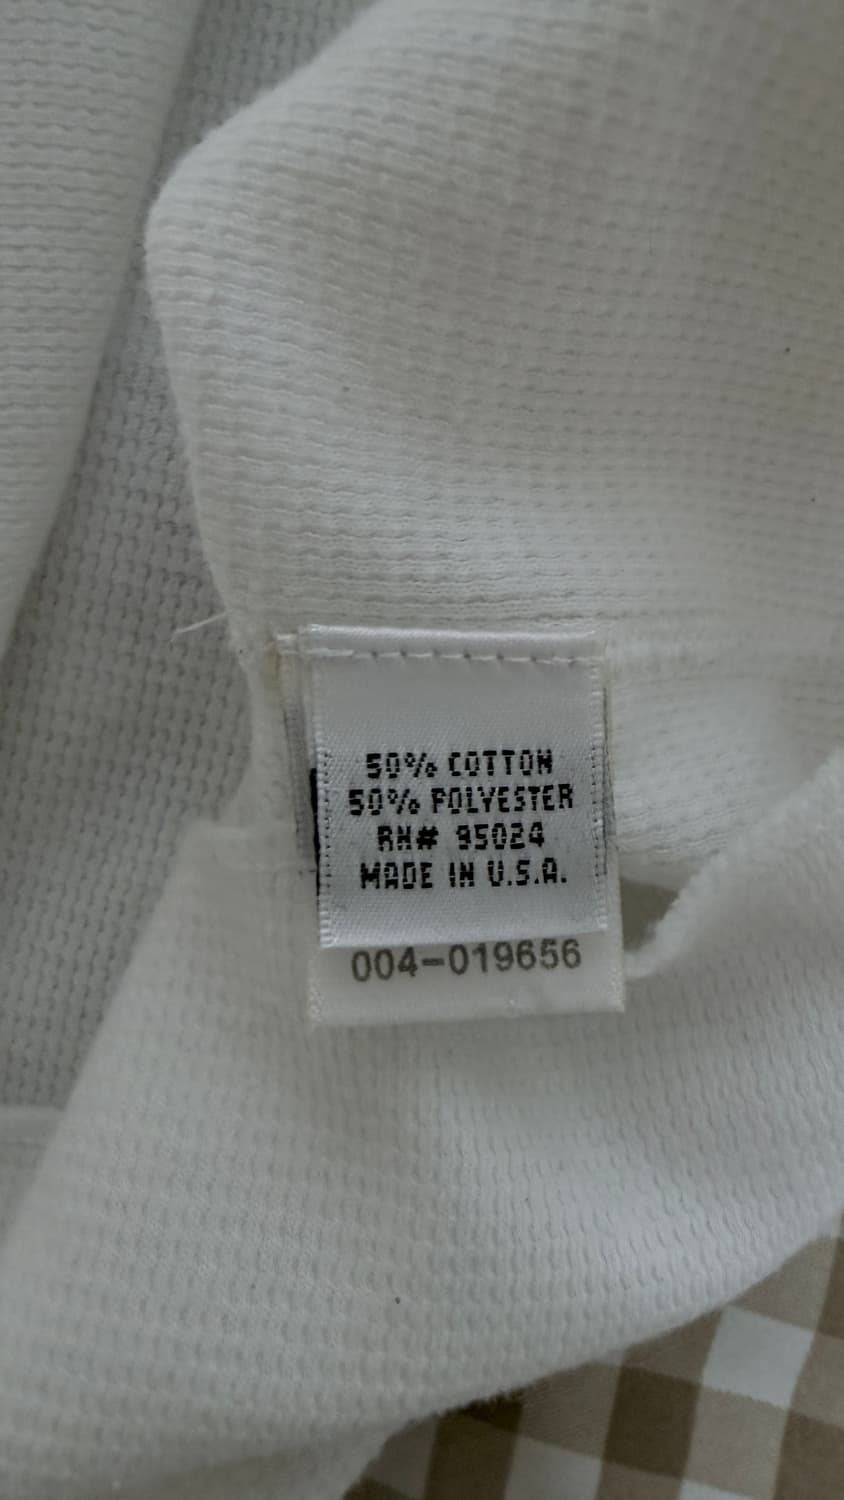 50% COTTON
50% POLYESTER
RN# 95024
MADE IN U.S.A.
004-019656